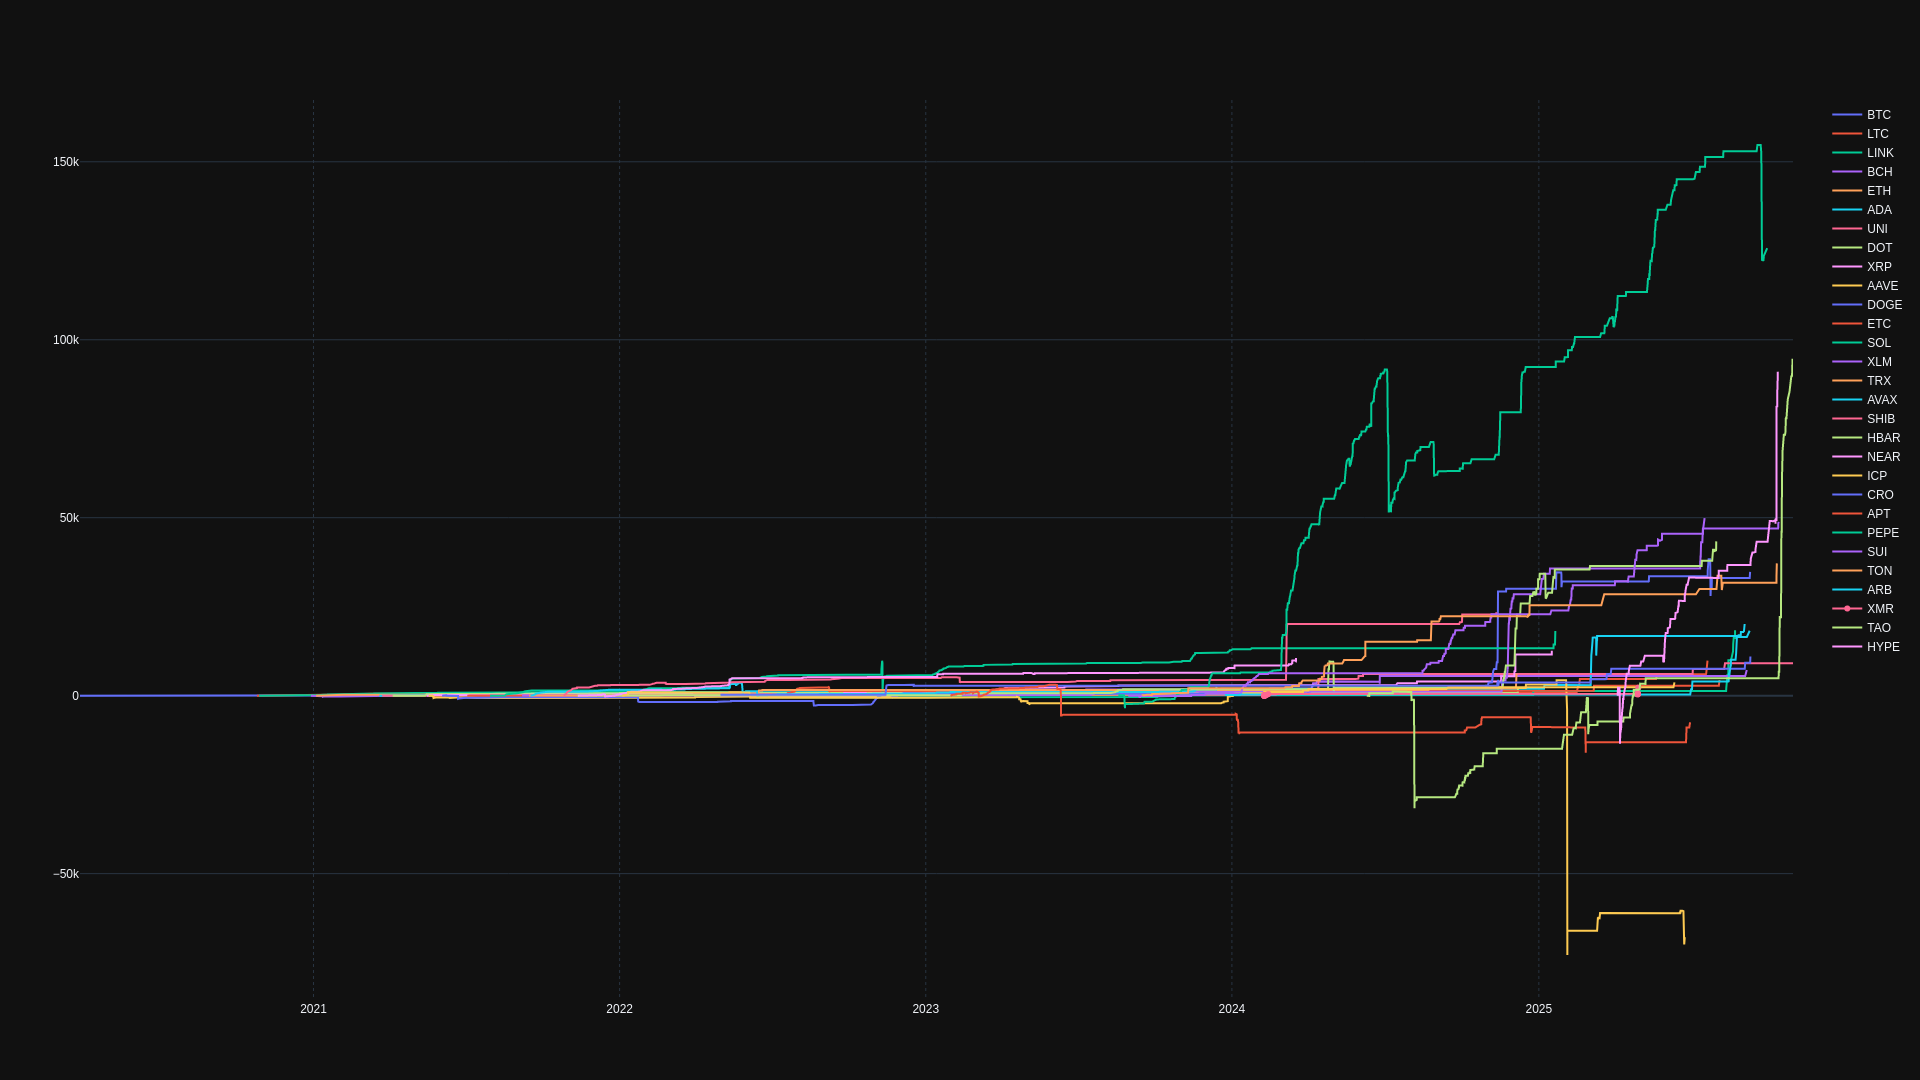 150k
100k
50k
0
−50k
2021
2022
2023
2024
2025
BTC
LTC
LINK
BCH
ETH
ADA
UNI
DOT
XRP
AAVE
DOGE
ETC
SOL
XLM
TRX
AVAX
SHIB
HBAR
NEAR
ICP
CRO
APT
PEPE
SUI
TON
ARB
XMR
TAO
HYPE